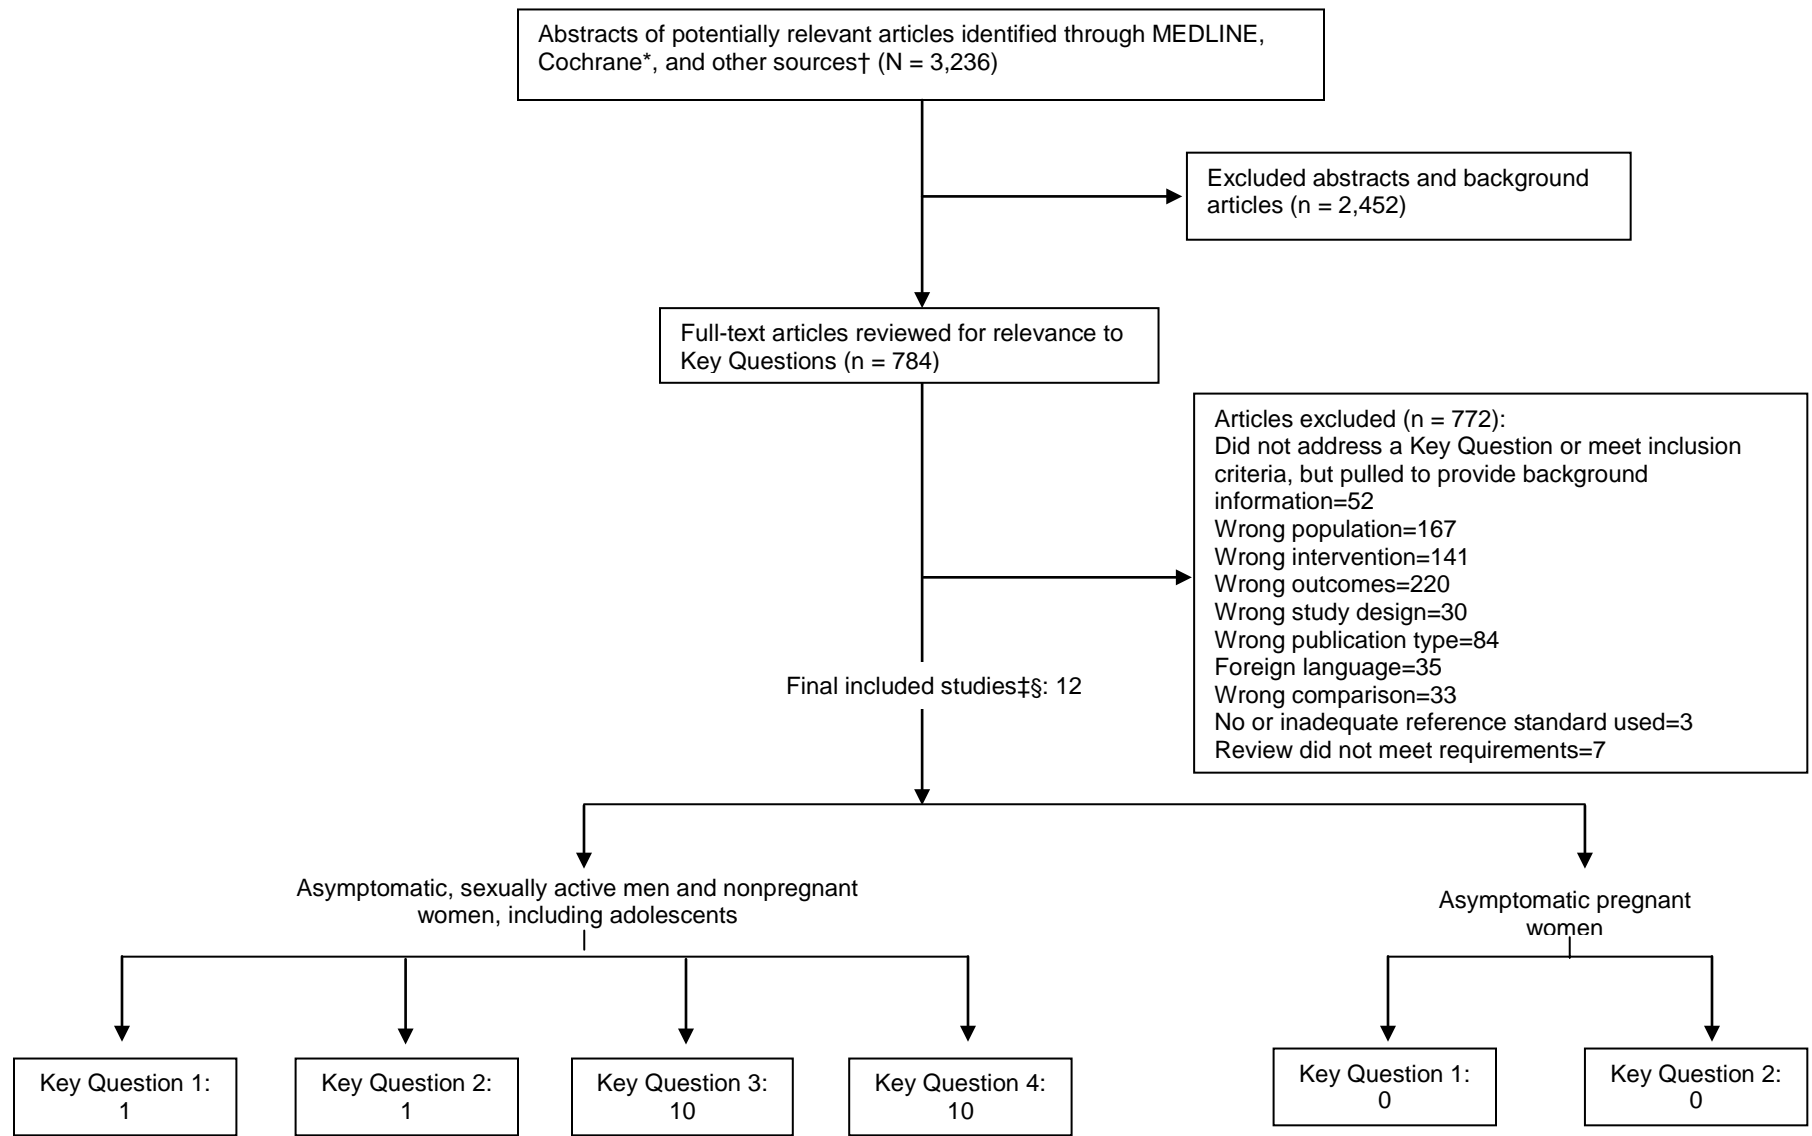 Abstracts of potentially relevant articles identified through MEDLINE,
Cochrane*, and other sources† (N = 3,236)
Excluded abstracts and background
articles (n = 2,452)
Full-text articles reviewed for relevance to
Key Questions (n = 784)
Articles excluded (n = 772):
Did not address a Key Question or meet inclusion
criteria, but pulled to provide background
information=52
Wrong population=167
Wrong intervention=141
Wrong outcomes=220
Wrong study design=30
Wrong publication type=84
Foreign language=35
Wrong comparison=33
No or inadequate reference standard used=3
Review did not meet requirements=7
Final included studies‡§: 12
Asymptomatic, sexually active men and nonpregnant
women, including adolescents
Asymptomatic pregnant
women
Key Question 1:
1
Key Question 2:
1
Key Question 3:
10
Key Question 4:
10
Key Question 1:
0
Key Question 2:
0